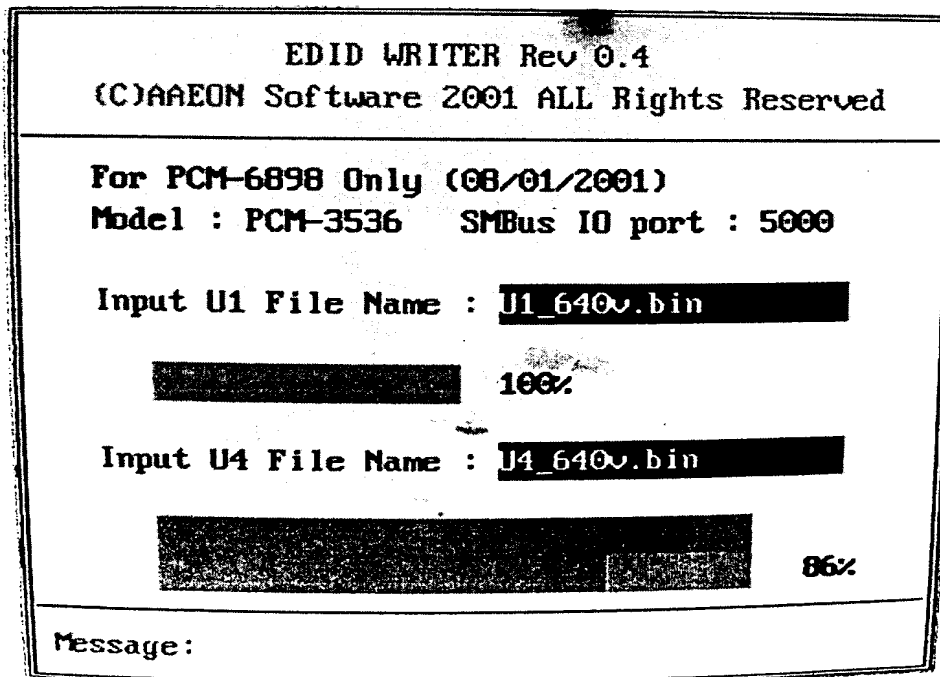 EDID WRITER Rev 0.4
(C)AAEON Software 2001 ALL Rights Reserved
For PCM-6898 Only (08/01/2001)
Model : PCM-3536 SMBus IO port : 5000
Input U1 File Name : U1_640v.bin
100%
Input U4 File Name : U4_640v.bin
86%
Message: